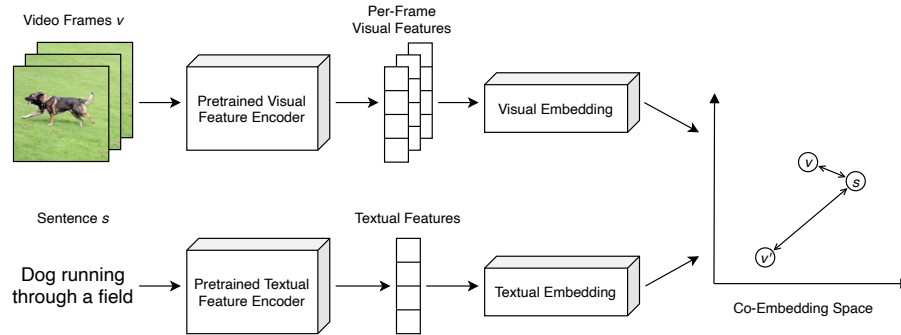 Video Frames v
Per-Frame
Visual Features
Pretrained Visual
Feature Encoder
Visual Embedding
v
s
v'
Co-Embedding Space
Sentence s
Textual Features
Dog running
through a field
Pretrained Textual
Feature Encoder
Textual Embedding